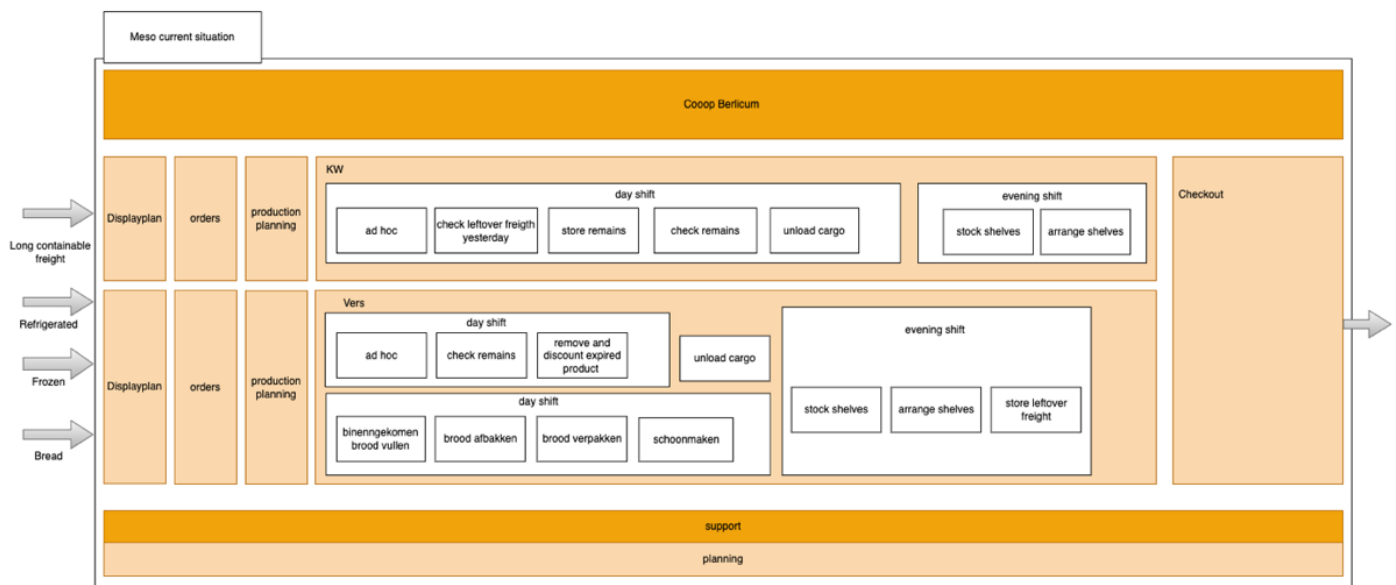 Meso current situation
Cooop Berlicum
KW
day shift
evening shift
Checkout
Displayplan
orders
production
planning
ad hoc
check leftover freigth
yesterday
store remains
check remains
unload cargo
stock shelves
arrange shelves
Long containable
freight
Refrigerated
Frozen
Bread
Vers
day shift
evening shift
Displayplan
orders
production
planning
ad hoc
check remains
remove and
discount expired
product
unload cargo
day shift
binenngekomen
brood vullen
brood afbakken
brood verpakken
schoonmaken
stock shelves
arrange shelves
store leftover
freight
support
planning